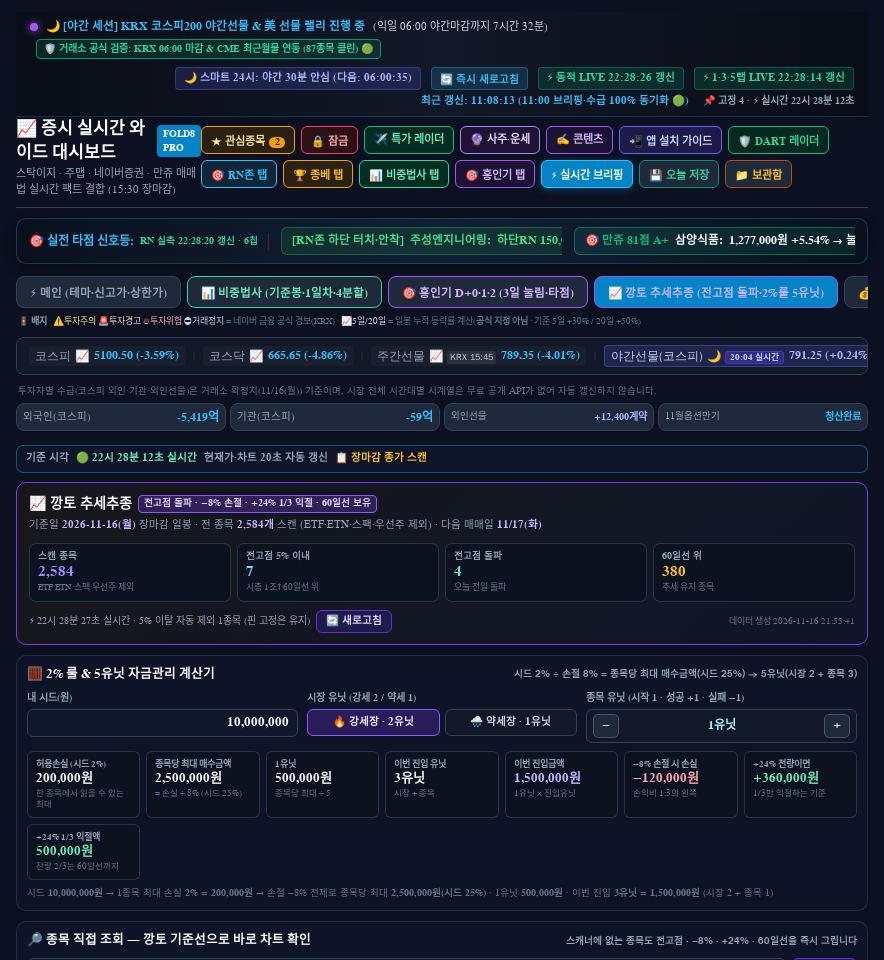 🌙 [야간 세션] KRX 코스피200 야간선물 & 美 선물 랠리 진행 중 (익일 06:00 야간마감까지 7시간 32분)
🛡️ 거래소 공식 검증: KRX 06:00 마감 & CME 최근월물 연동 (87종목 클린) 🟢
🌙 스마트 24시: 야간 30분 안심 (다음: 06:00:35) 🔄 즉시 새로고침 ⚡ 동적 LIVE 22:28:26 갱신 ⚡ 1·3·5탭 LIVE 22:28:14 갱신
최근 갱신: 11:08:13 (11:00 브리핑·수급 100% 동기화 🟢) 📌 고정 4 · ⚡ 실시간 22시 28분 12초
📈 증시 실시간 와이드 대시보드
FOLD8 PRO
스탁이지 · 주맵 · 네이버증권 · 만쥬 매매법 실시간 팩트 결합 (15:30 장마감)
★ 관심종목 2 🔒 잠금 ✈️ 특가 레이더 🔮 사주·운세 ✍️ 콘텐츠 📲 앱 설치 가이드 🛡️ DART 레이더
🎯 RN존 탭 🏆 종베 탭 📊 비중법사 탭 🎯 홍인기 탭 ⚡ 실시간 브리핑 💾 오늘 저장 📁 보관함
🎯 실전 타점 신호등: RN 실측 22:28:20 갱신 · 6칩 [RN존 하단 터치·안착] 주성엔지니어링: 하단RN 150, 🎯 만쥬 81점 A+ 삼양식품: 1,277,000원 +5.54% →
⚡ 메인 (테마·신고가·상한가) 📊 비중법사 (기준봉·1일차·4분할) 🎯 홍인기 D+0·1·2 (3일 눌림·타점) 📈 깡토 추세추종 (전고점 돌파·2%룰 5유닛) 💰
🚦 배지 · ⚠️투자주의 🚨투자경고 ⛔투자위험 ⛔거래정지 = 네이버 금융 공식 경보(KRX) · 📈5일/20일 = 일봉 누적 등락률 계산(공식 지정 아님 · 기준 5일 +30% / 20일 +50%)
코스피 📈 5100.50 (-3.59%) 코스닥 📈 665.65 (-4.86%) 주간선물 📈 KRX 15:45 789.35 (-4.01%) 야간선물(코스피) 🌙 20:04 실시간 791.25 (+0.24%
투자자별 수급(코스피 외인·기관·외인선물)은 거래소 확정치(11/16(월)) 기준이며, 시장 전체 시간대별 시계열은 무료 공개 API가 없어 자동 갱신하지 않습니다.
외국인(코스피) -5,419억 기관(코스피) -59억 외인선물 +12,400계약 11월옵션만기 청산완료
기준 시각 🟢 22시 28분 12초 실시간 현재가·차트 20초 자동 갱신 📋 장마감 종가 스캔
📈 깡토 추세추종 전고점 돌파 · −8% 손절 · +24% 1/3 익절 · 60일선 보유
기준일 2026-11-16(월) 장마감 일봉 · 전 종목 2,584개 스캔 (ETF·ETN·스팩·우선주 제외) · 다음 매매일 11/17(화)
스캔 종목 전고점 5% 이내 전고점 돌파 60일선 위
2,584 7 4 380
ETF·ETN·스팩·우선주 제외 시총 1조↑·60일선 위 오늘·전일 돌파 추세 유지 종목
⚡ 22시 28분 27초 실시간 · 5% 이탈 자동 제외 1종목 (핀 고정은 유지) 🔄 새로고침 데이터 생성 2026-11-16 21:55:41
🧮 2% 룰 & 5유닛 자금관리 계산기 시드 2% ÷ 손절 8% = 종목당 최대 매수금액(시드 25%) → 5유닛(시장 2 + 종목 3)
내 시드(원) 시장 유닛 (강세 2 / 약세 1) 종목 유닛 (시작 1 · 성공 +1 · 실패 −1)
10,000,000 🔥 강세장 · 2유닛 🌧️ 약세장 · 1유닛 − 1유닛 +
허용손실 (시드 2%) 종목당 최대 매수금액 1유닛 이번 진입 유닛 이번 진입금액 −8% 손절 시 손실 +24% 전량이면
200,000원 2,500,000원 500,000원 3유닛 1,500,000원 −120,000원 +360,000원
한 종목에서 잃을 수 있는 최대 = 손실 ÷ 8% (시드 25%) 종목당 최대 ÷ 5 시장 + 종목 1유닛 × 진입유닛 손익비 1:3의 왼쪽 1/3만 익절하는 기준
+24% 1/3 익절액
500,000원
잔량 2/3는 60일선까지
시드 10,000,000원 → 1종목 최대 손실 2% = 200,000원 → 손절 −8% 전제로 종목당 최대 2,500,000원(시드 25%) · 1유닛 500,000원 · 이번 진입 3유닛 = 1,500,000원 (시장 2 + 종목 1)
🔎 종목 직접 조회 — 깡토 기준선으로 바로 차트 확인 스캐너에 없는 종목도 전고점 · −8% · +24% · 60일선을 즉시 그립니다